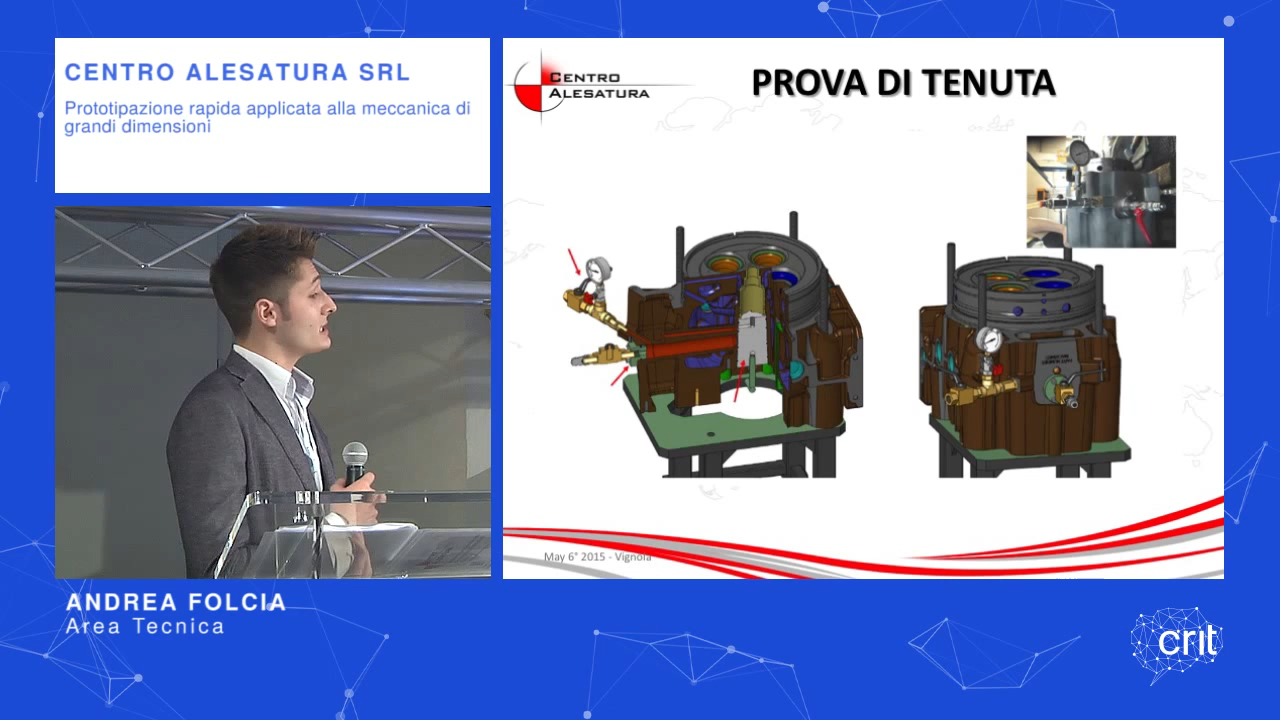 CENTRO ALESATURA SRL
Prototipazione rapida applicata alla meccanica di
grandi dimensioni
CENTRO
ALESATURA
PROVA DI TENUTA
May 6° 2015 - Vignola
ANDREA FOLCIA
Area Tecnica
crit